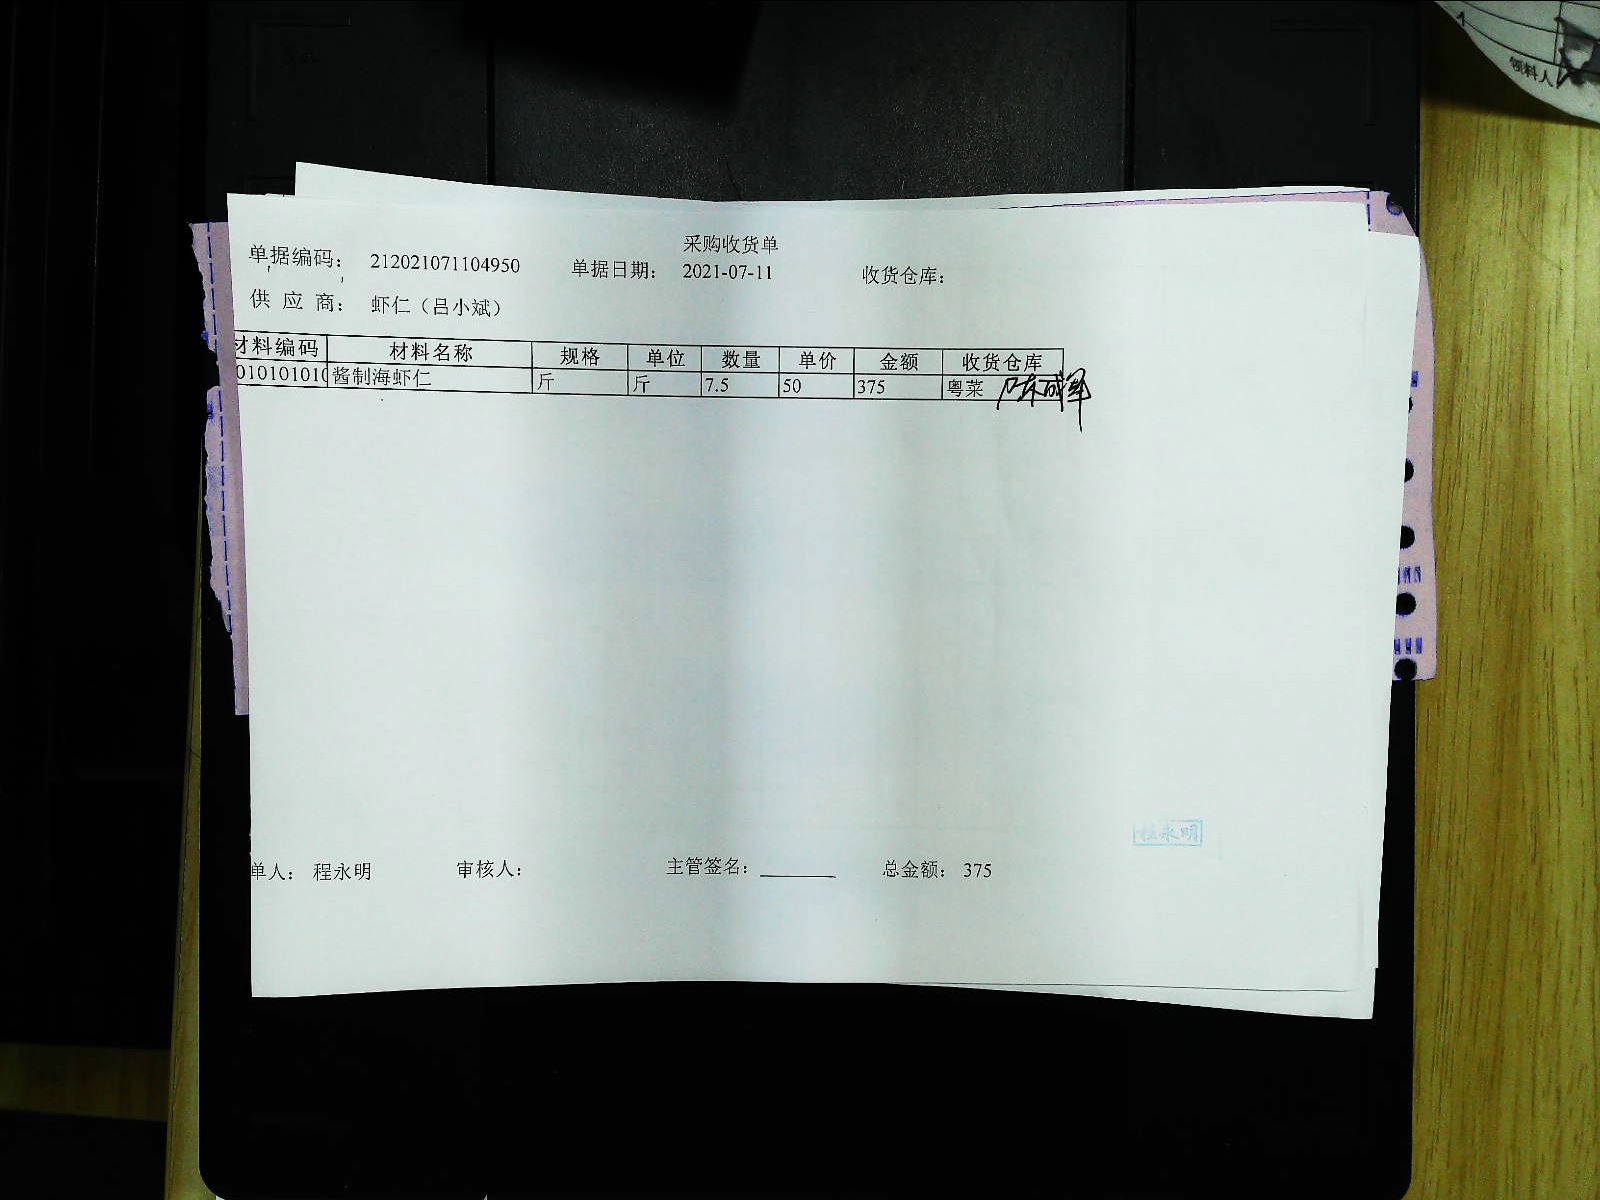 领料人
采购收货单
单据编码： 212021071104950 单据日期： 2021-07-11 收货仓库：
供 应 商： 虾仁（吕小斌）
材料编码 材料名称 规格 单位 数量 单价 金额 收货仓库
010101010 酱制海虾仁 斤 斤 7.5 50 375 粤菜
程永明
单人： 程永明 审核人： 主管签名： 总金额： 375